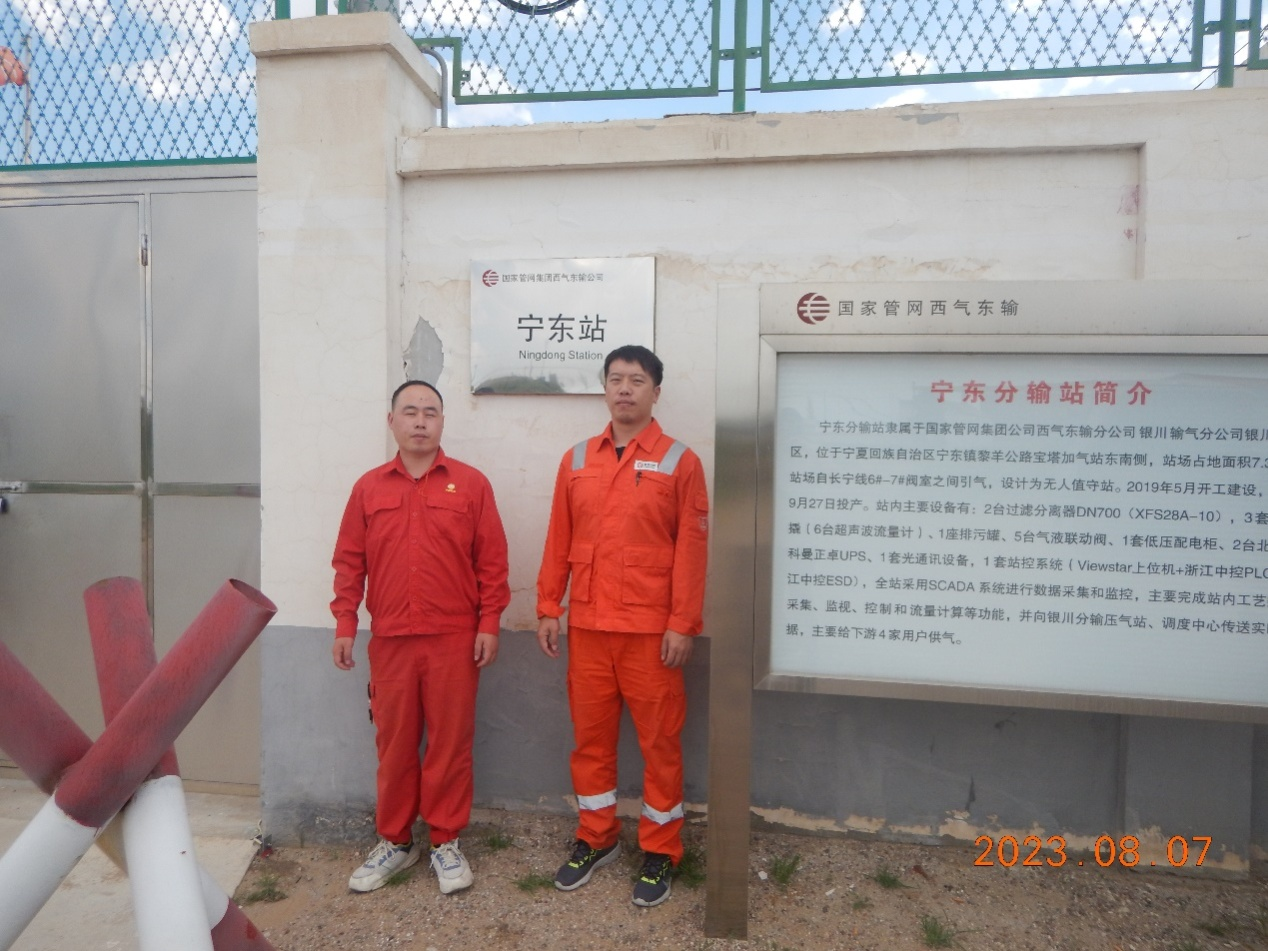 国家管网集团西气东输公司
宁东站
Ningdong Station
国家管网西气东输
宁东分输站简介
宁东分输站隶属于国家管网集团公司西气东输分公司银川输气分公司银川
区，位于宁夏回族自治区宁东镇黎羊公路宝塔加气站东南侧，站场占地面积7.3
站场自长宁线6#-7#阀室之间引气，设计为无人值守站。2019年5月开工建设，
9月27日投产。站内主要设备有：2台过滤分离器DN700（XFS28A-10），3套
撬（6台超声波流量计）、1座排污罐、5台气液联动阀、1套低压配电柜、2台北
科曼正卓UPS、1套光通讯设备，1套站控系统（Viewstar上位机+浙江中控PLC
江中控ESD），全站采用SCADA系统进行数据采集和监控，主要完成站内工艺
采集、监视、控制和流量计算等功能，并向银川分输压气站、调度中心传送实
据，主要给下游4家用户供气。
2023.08.07